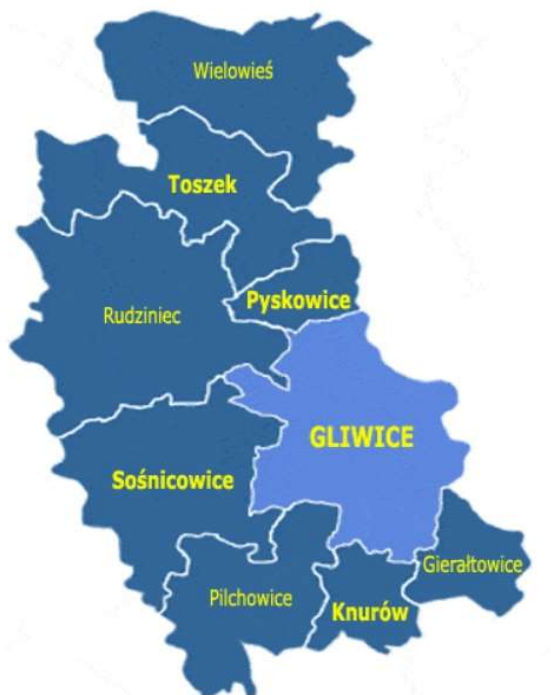 Wielowieś
Toszek
Pyskowice
Rudziniec
GLIWICE
Sośnicowice
Gierałtowice
Pilchowice
Knurów